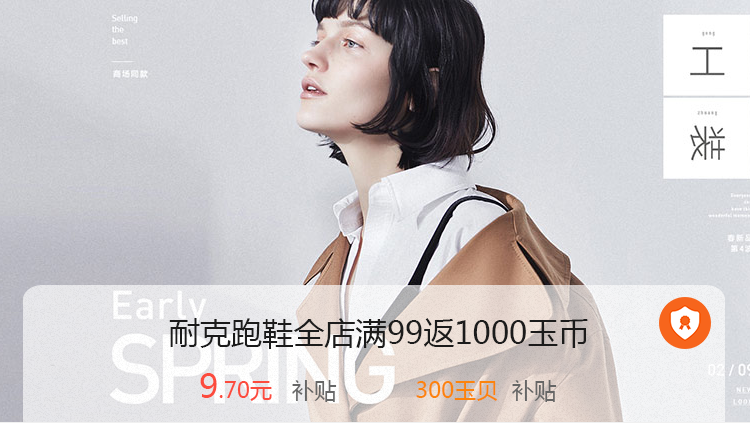 Selling
the
best
商场同款
工
装
Early
SPRING
耐克跑鞋全店满99返1000玉币
9.70元 补贴
300玉贝 补贴
02 / 09